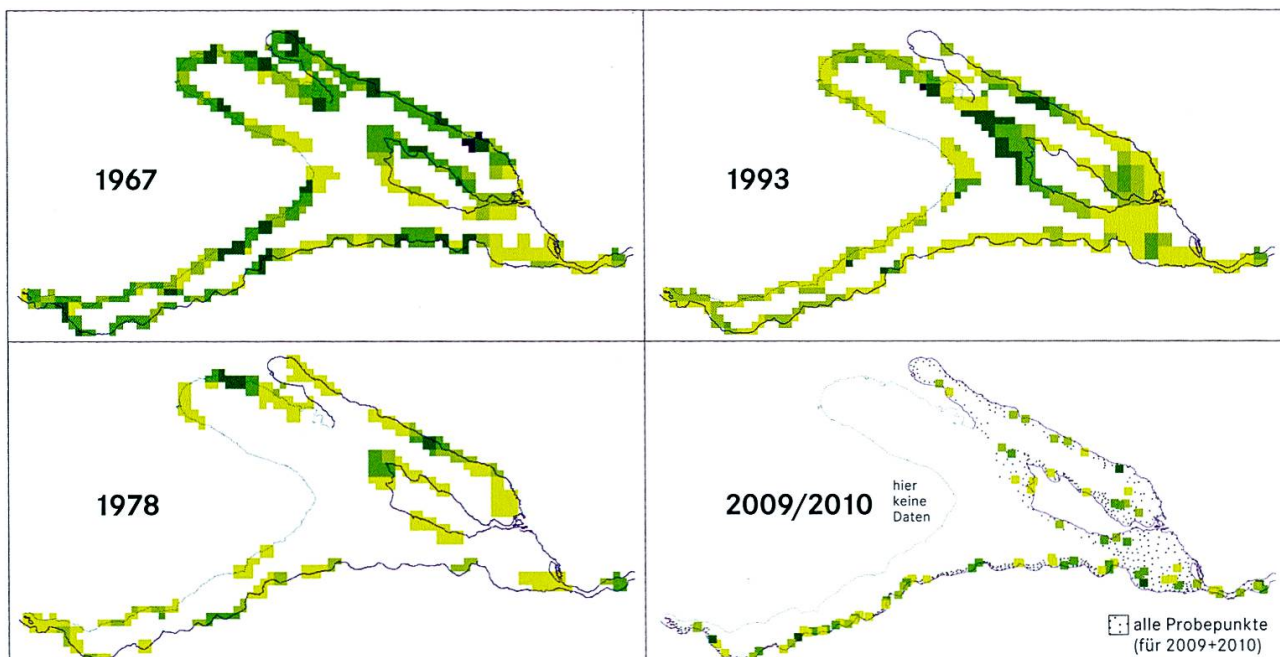 1967
1993
1978
2009/2010
hier
keine
Daten
alle Probepunkte
(für 2009+2010)